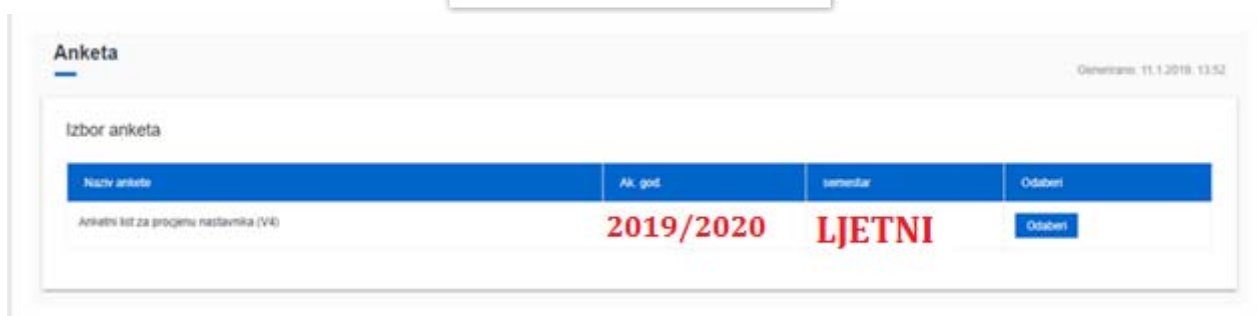 Anketa
Generirano: 11.1.2019. 13:52
Izbor anketa
Naziv ankete Ak. god. semestar Odaberi
Anketni list za procjenu nastavnika (V4) 2019/2020 LJETNI Odaberi